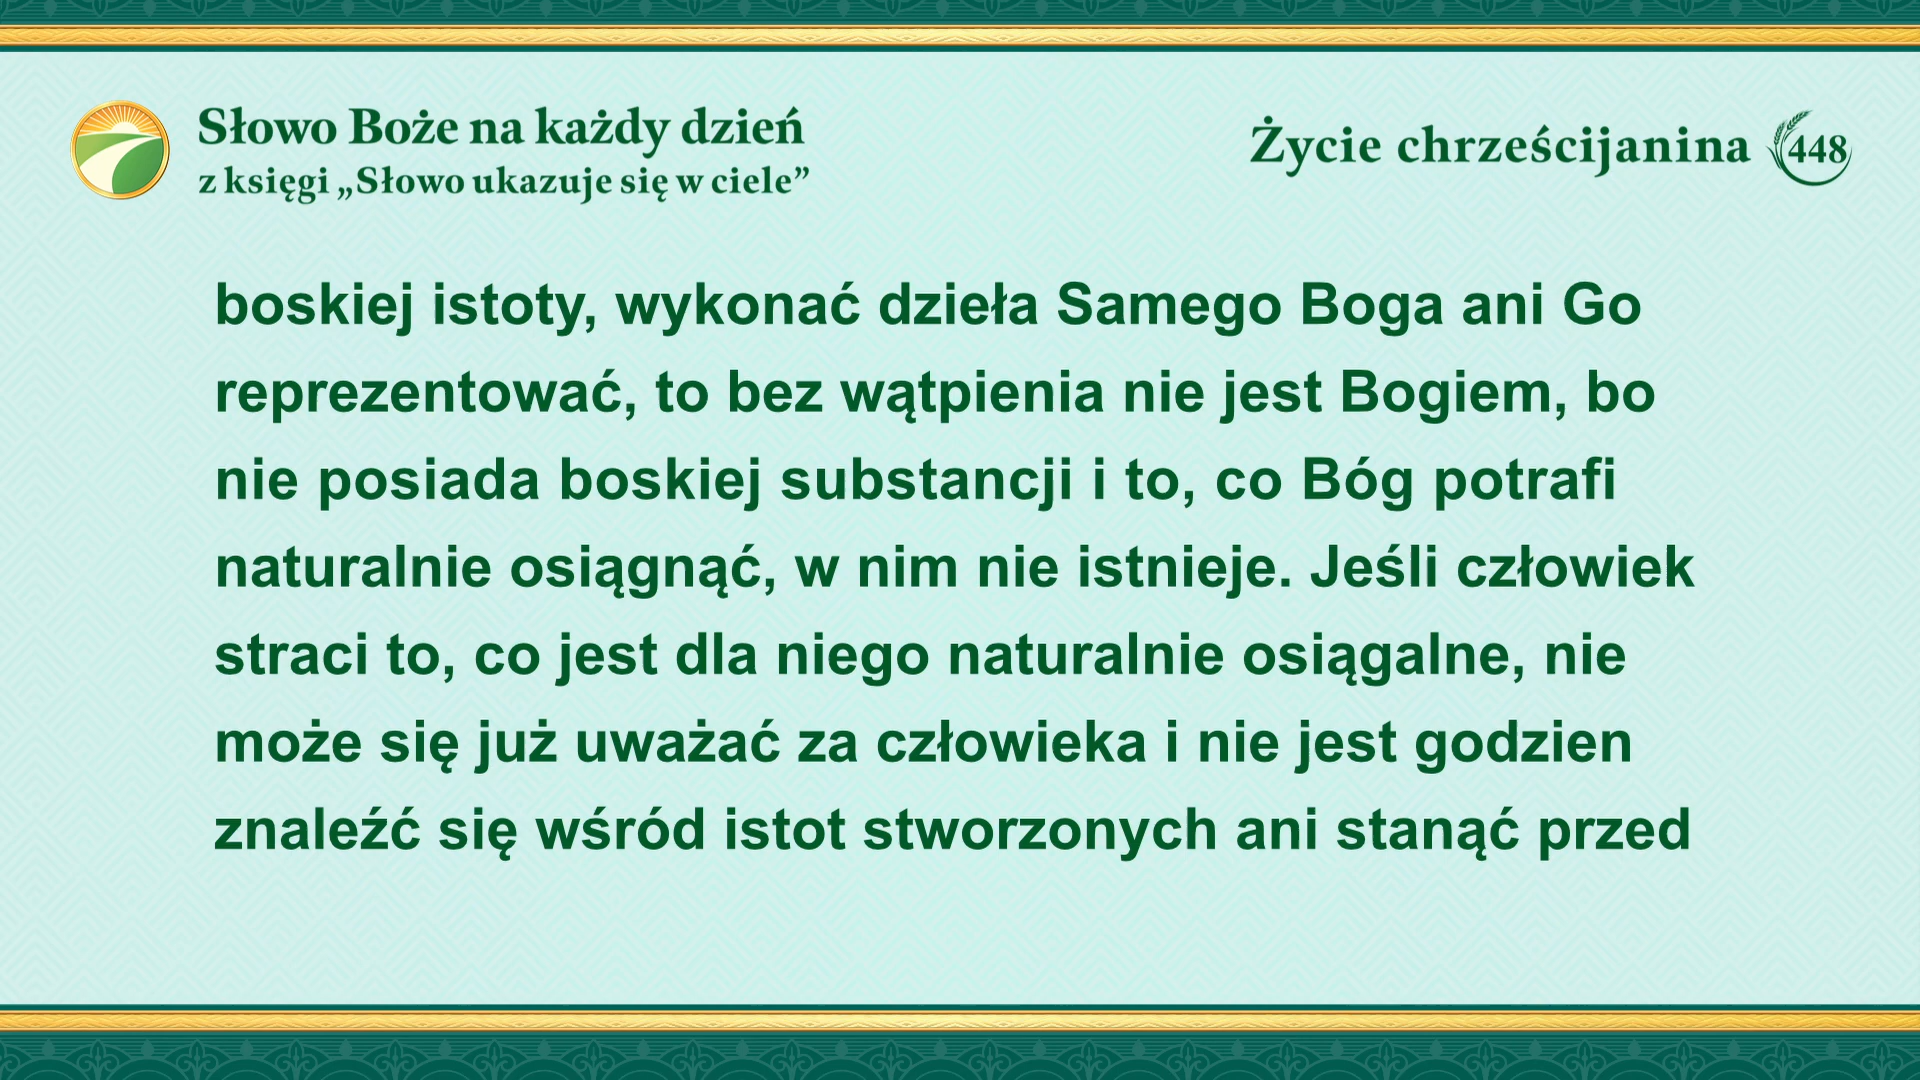 Słowo Boże na każdy dzień
z księgi „Słowo ukazuje się w ciele”
Życie chrześcijanina 448
boskiej istoty, wykonać dzieła Samego Boga ani Go
reprezentować, to bez wątpienia nie jest Bogiem, bo
nie posiada boskiej substancji i to, co Bóg potrafi
naturalnie osiągnąć, w nim nie istnieje. Jeśli człowiek
straci to, co jest dla niego naturalnie osiągalne, nie
może się już uważać za człowieka i nie jest godzien
znaleźć się wśród istot stworzonych ani stanąć przed